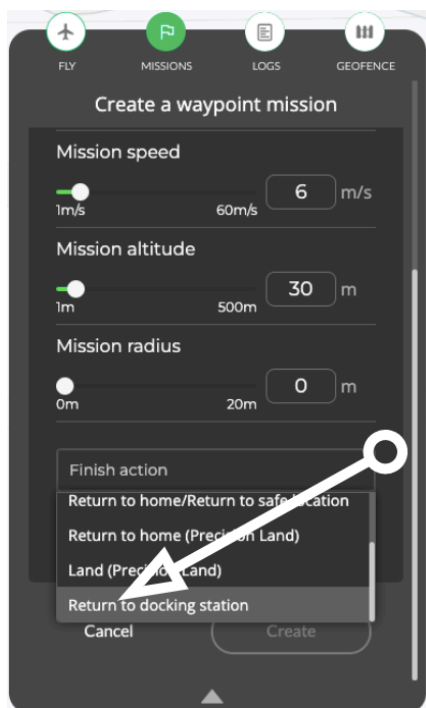 FLY MISSIONS LOGS GEOFENCE
Create a waypoint mission
Mission speed
6 m/s
1m/s 60m/s
Mission altitude
30 m
1m 500m
Mission radius
0 m
0m 20m
Finish action
Return to home/Return to safe location
Return to home (Precision Land)
Land (Precision Land)
Return to docking station
Cancel Create